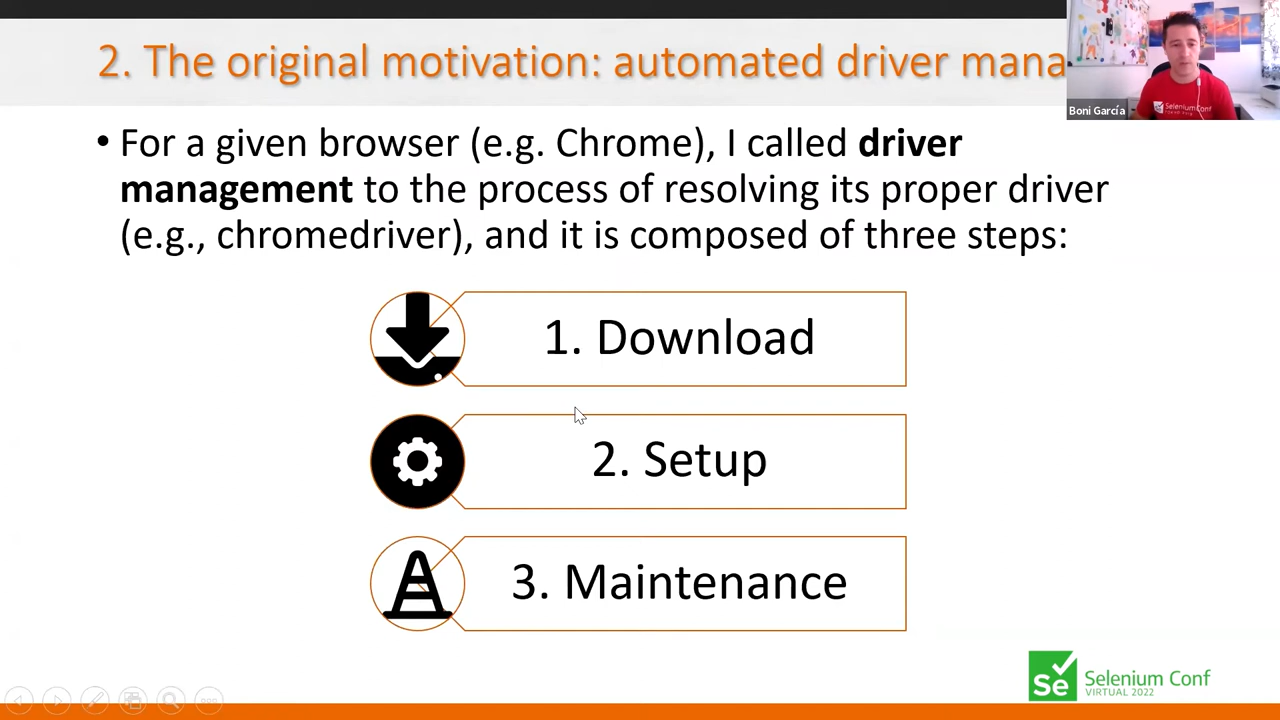 2. The original motivation: automated driver mana
Boni García
• For a given browser (e.g. Chrome), I called driver
management to the process of resolving its proper driver
(e.g., chromedriver), and it is composed of three steps:
1. Download
2. Setup
3. Maintenance
Se
Selenium Conf
VIRTUAL 2022
SeleniumConf